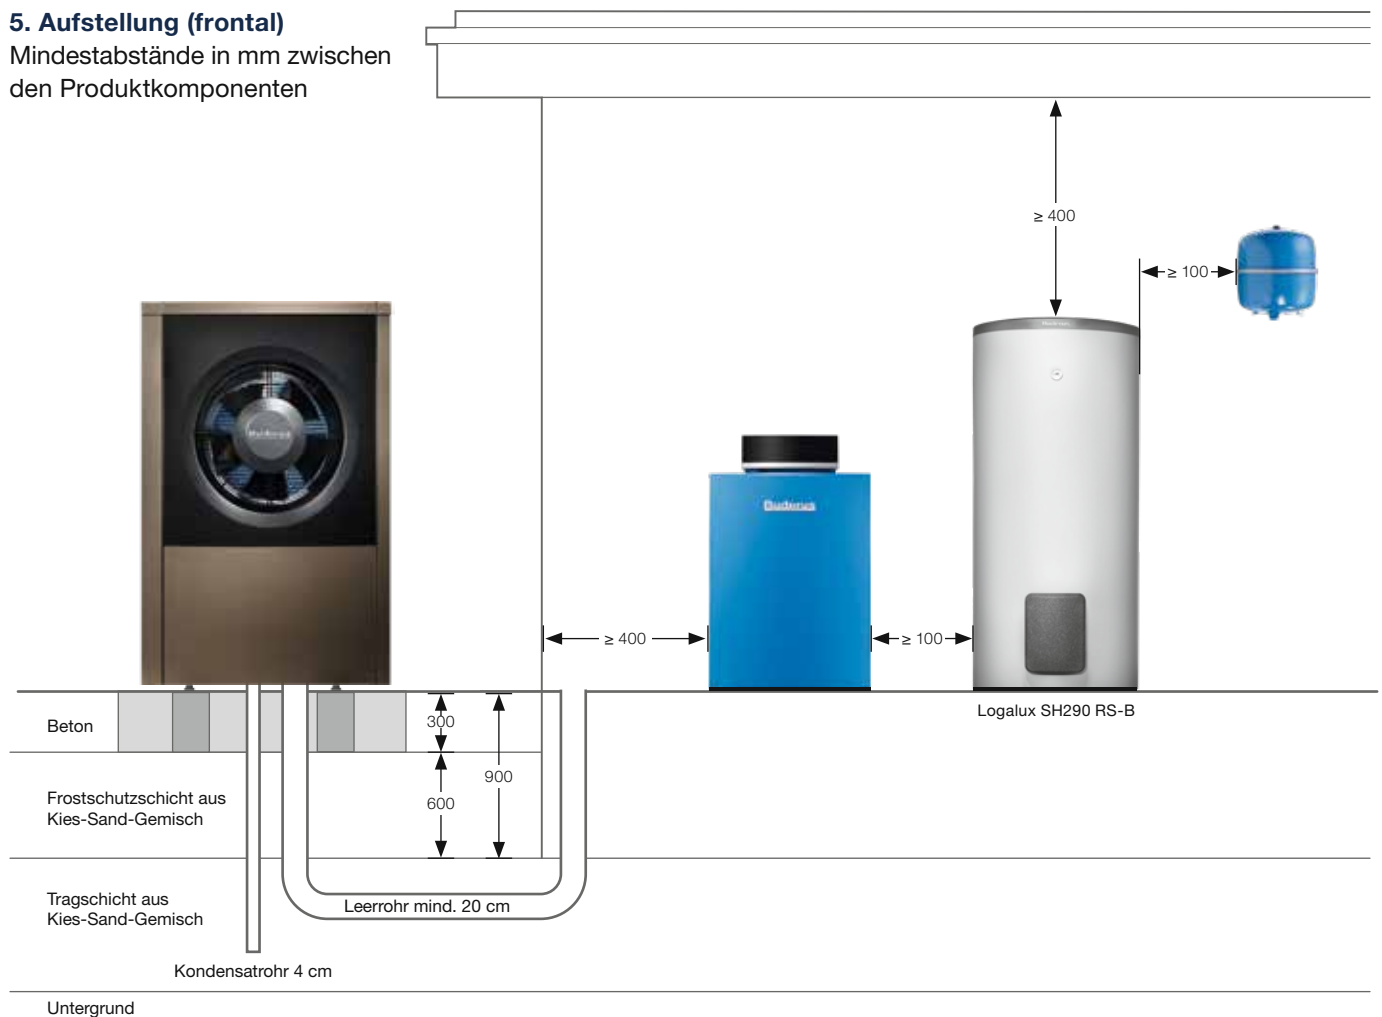 5. Aufstellung (frontal)
Mindestabstände in mm zwischen
den Produktkomponenten
≥ 400
≥ 100
Buderus
≥ 400
≥ 100
Logalux SH290 RS-B
Beton
300
900
Frostschutzschicht aus
Kies-Sand-Gemisch
600
Tragschicht aus
Kies-Sand-Gemisch
Leerrohr mind. 20 cm
Kondensatrohr 4 cm
Untergrund